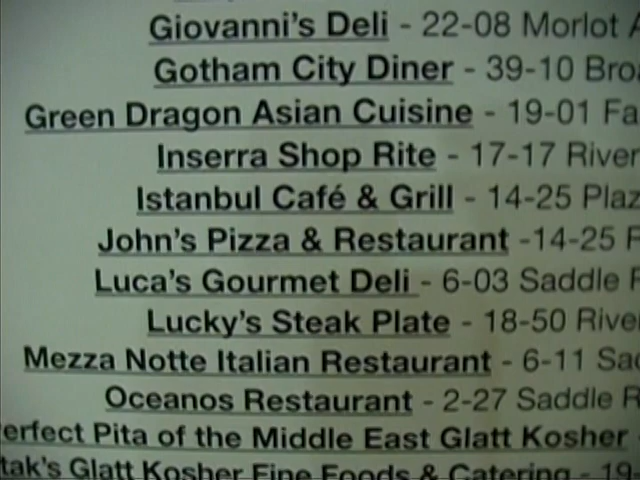 Giovanni's Deli - 22-08 Morlot
Gotham City Diner - 39-10
Green Dragon Asian Cuisine - 19-01
Inserra Shop Rite - 17-17 River
Istanbul Café & Grill - 14-25
John's Pizza & Restaurant -14-25
Luca's Gourmet Deli - 6-03 Saddle
Lucky's Steak Plate - 18-50
Mezza Notte Italian Restaurant - 6-11
Oceanos Restaurant - 2-27 Saddle
Pita of the Middle East Glatt Kosher
Glatt Kosher Fine Foods & Catering - 19-